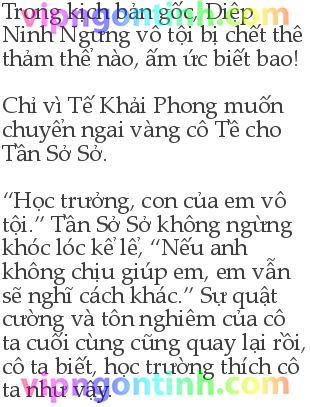 Trong kịch bản gốc, Diệp
Ninh Ngưng vô tội bị chết thê
thảm thế nào, ấm ức biết bao!
Chỉ vì Tế Khải Phong muốn
chuyển ngai vàng cô Tề cho
Tần Sở Sở.
“Học trưởng, con của em vô
tội.” Tần Sở Sở không ngừng
khóc lóc kể lể, “Nếu anh
không chịu giúp em, em vẫn
sẽ nghĩ cách khác.” Sự quật
cường và tôn nghiêm của cô
ta cuối cùng cũng quay lại rồi,
cô ta biết, học trưởng thích cô
ta như vậy.
vipngontinh.com
vipngontinh.com